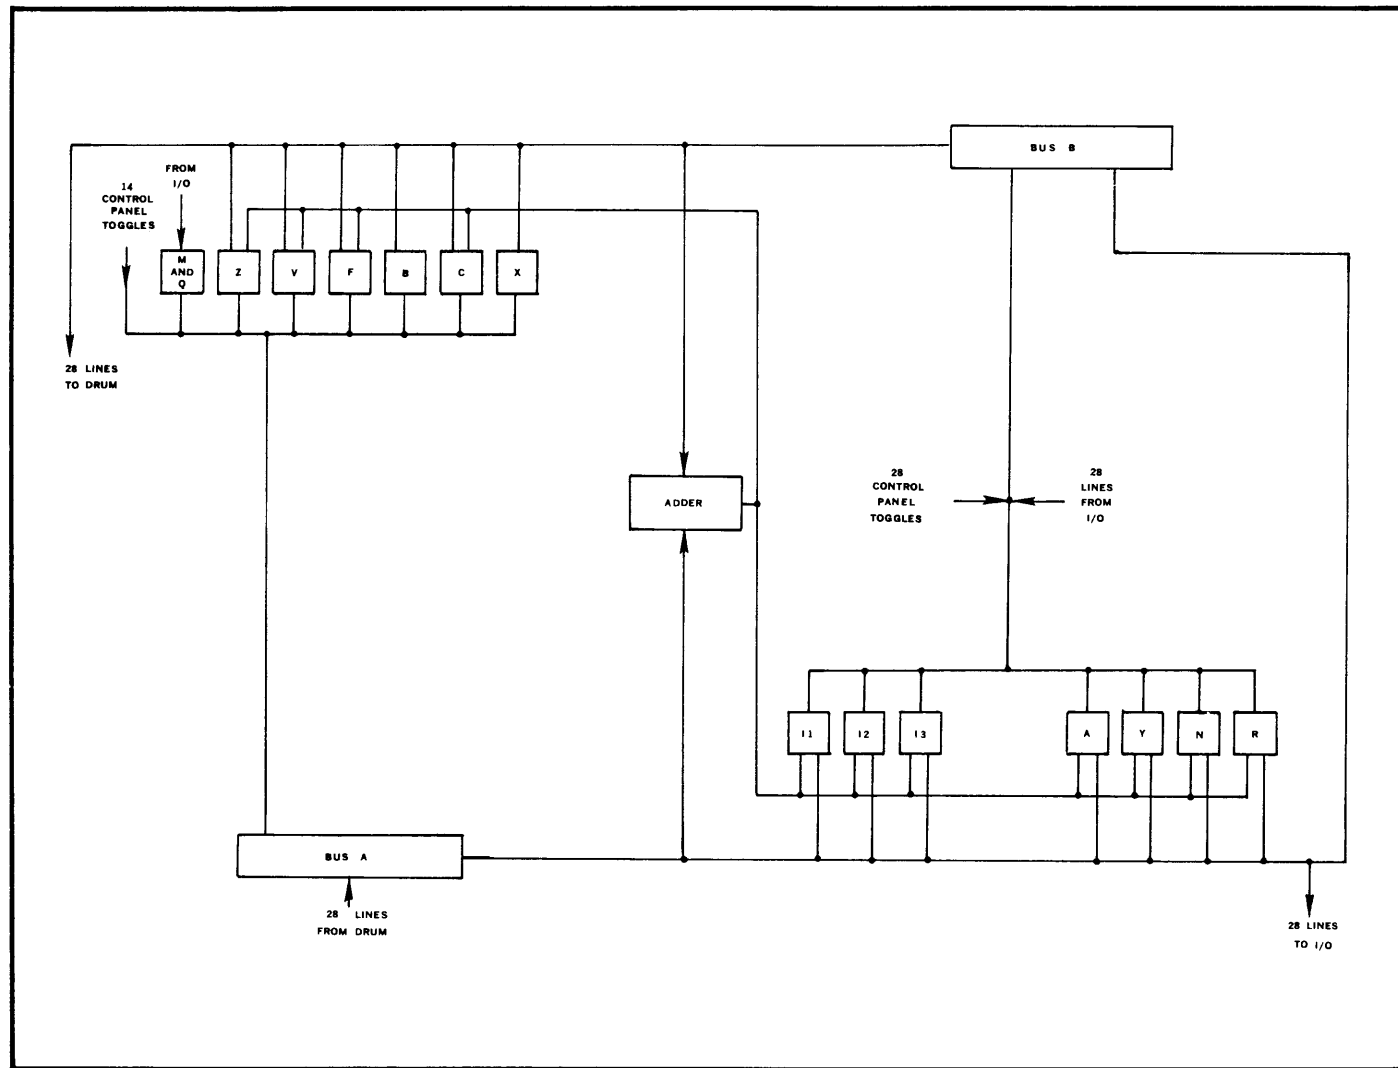 BUS B
FROM
I/O
14
CONTROL
PANEL
TOGGLES
M
AND
Q
Z
V
F
B
C
X
28 LINES
TO DRUM
ADDER
28
CONTROL
PANEL
TOGGLES
28
LINES
FROM
I/O
I1
I2
I3
A
Y
N
R
BUS A
28 LINES
FROM DRUM
28 LINES
TO I/O